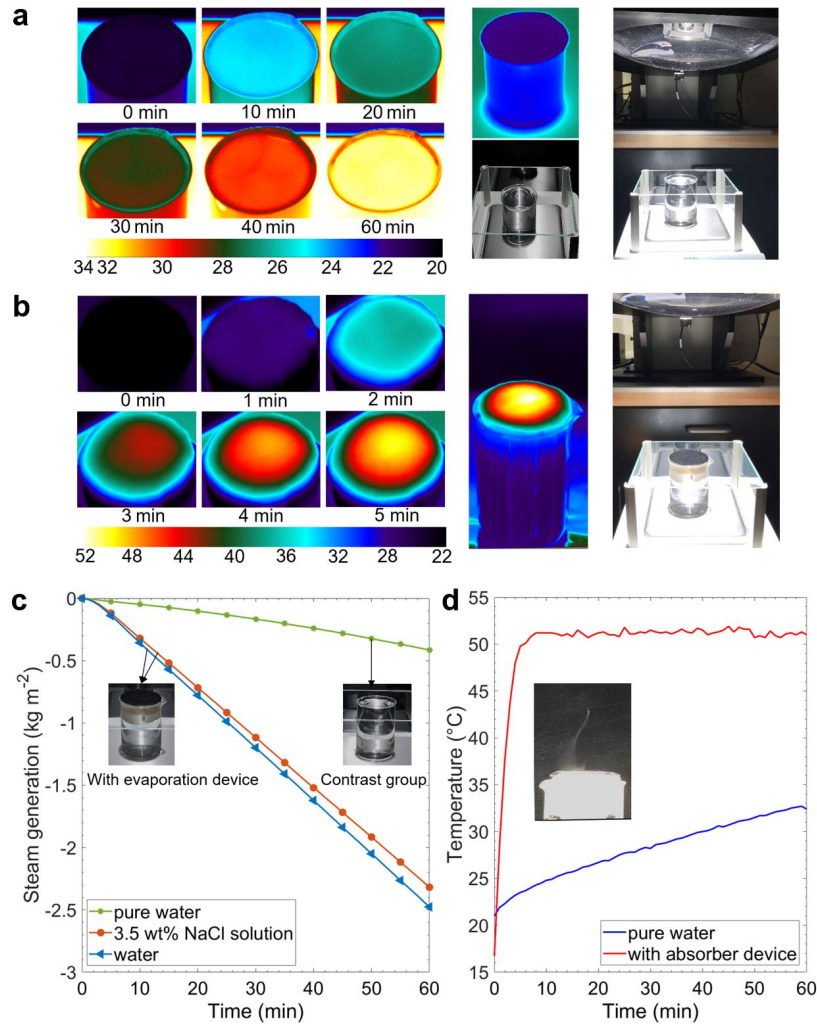 a
0 min
10 min
20 min
30 min
40 min
60 min
34 32 30 28 26 24 22 20
b
0 min
1 min
2 min
3 min
4 min
5 min
52 48 44 40 36 32 28 22
c
0
-0.5
-1
-1.5
-2
-2.5
-3
Steam generation (kg m-2)
With evaporation device
Contrast group
pure water
3.5 wt% NaCl solution
water
0 10 20 30 40 50 60
Time (min)
d
55
50
45
40
35
30
25
20
15
Temperature (°C)
pure water
with absorber device
0 10 20 30 40 50 60
Time (min)